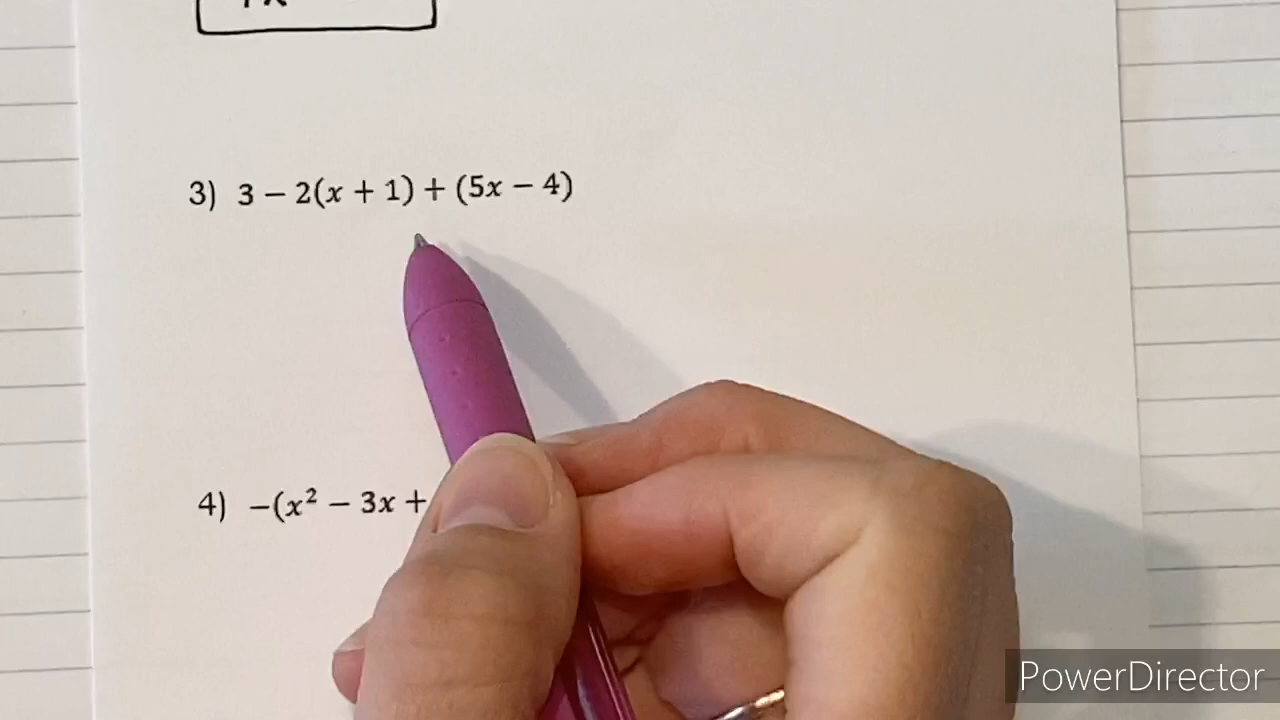 3) 3 − 2(x + 1) + (5x − 4)
4) −(x² − 3x +
PowerDirector